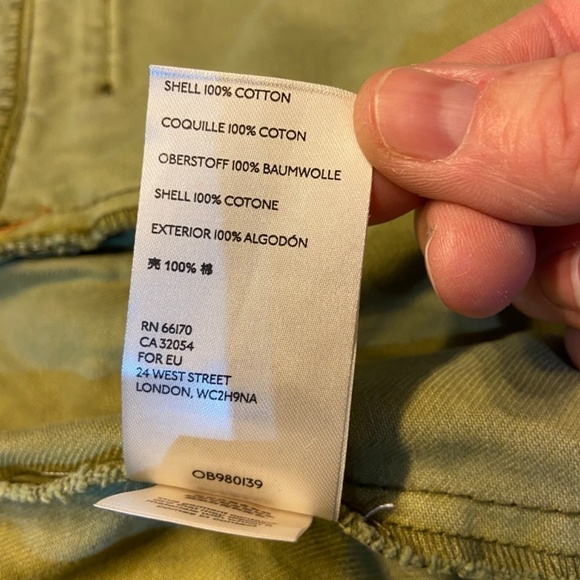 SHELL 100% COTTON
COQUILLE 100% COTON
OBERSTOFF 100% BAUMWOLLE
SHELL 100% COTONE
EXTERIOR 100% ALGODÓN
壳 100% 棉
RN 66170
CA 32054
FOR EU
24 WEST STREET
LONDON, WC2H9NA
OB980139